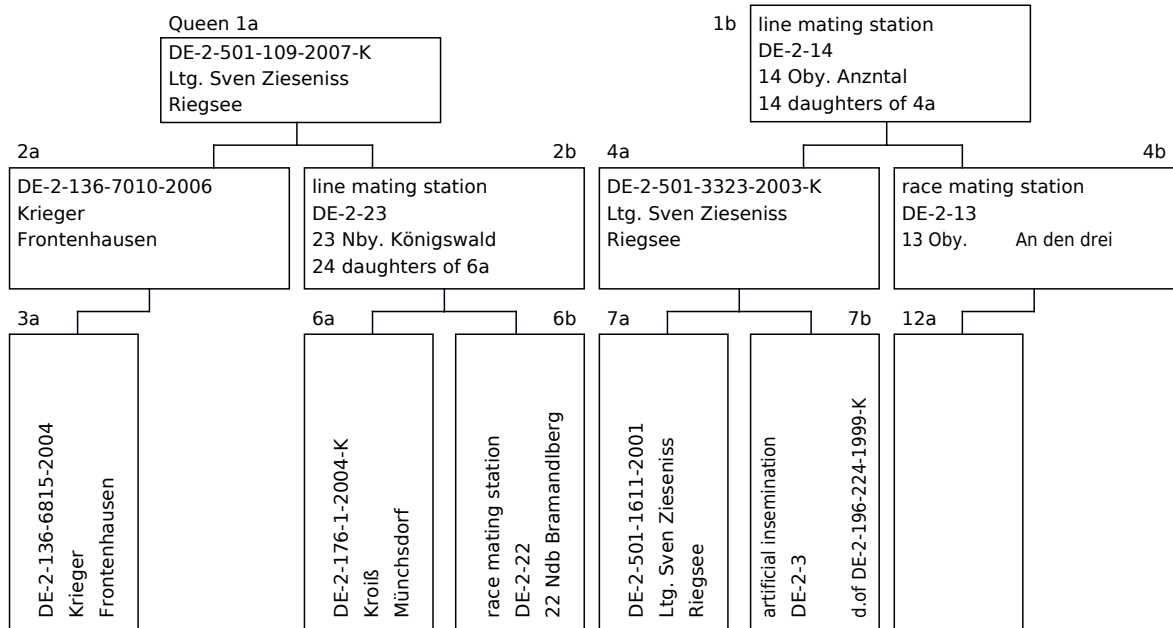 Queen 1a
DE-2-501-109-2007-K
Ltg. Sven Zieseniss
Riegsee
1b
line mating station
DE-2-14
14 Oby. Anzntal
14 daughters of 4a
2a
DE-2-136-7010-2006
Krieger
Frontenhausen
2b
line mating station
DE-2-23
23 Nby. Königswald
24 daughters of 6a
4a
DE-2-501-3323-2003-K
Ltg. Sven Zieseniss
Riegsee
4b
race mating station
DE-2-13
13 Oby. An den drei
3a
DE-2-136-6815-2004
Krieger
Frontenhausen
6a
DE-2-176-1-2004-K
Kroiß
Münchsdorf
6b
race mating station
DE-2-22
22 Ndb Bramandlberg
7a
DE-2-501-1611-2001
Ltg. Sven Zieseniss
Riegsee
7b
artificial insemination
DE-2-3
d.of DE-2-196-224-1999-K
12a